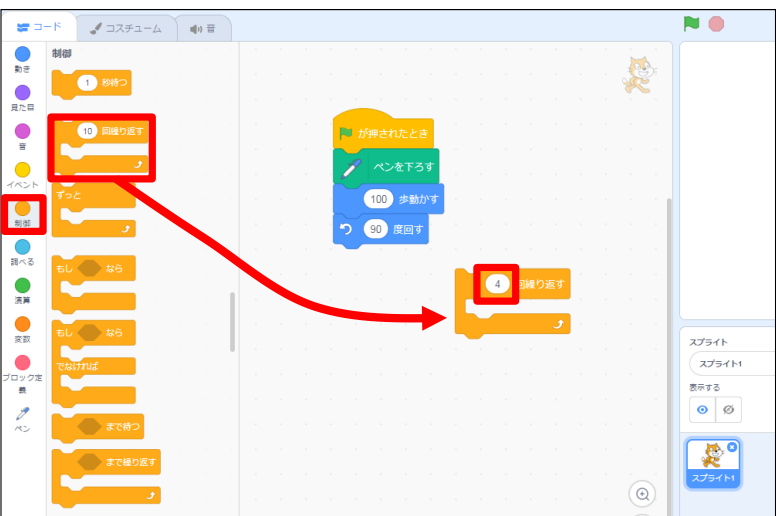 コード
コスチューム
音
動き
見た目
音
イベント
制御
調べる
演算
変数
ブロック定
義
ペン
制御
1 秒待つ
10 回繰り返す
ずっと
もし なら
もし なら
でなければ
まで待つ
まで繰り返す
が押されたとき
ペンを下ろす
100 歩動かす
90 度回す
4 回繰り返す
スプライト
スプライト1
表示する
スプライト1